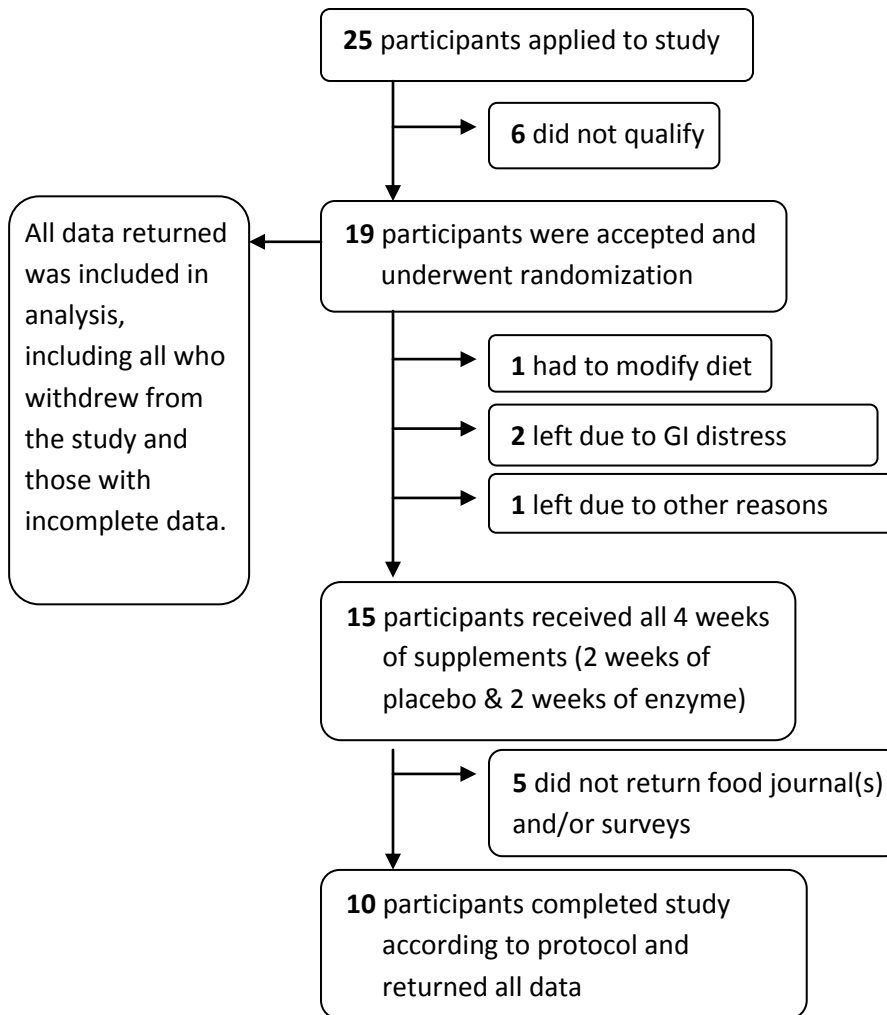 25 participants applied to study
6 did not qualify
19 participants were accepted and
underwent randomization
All data returned
was included in
analysis,
including all who
withdrew from
the study and
those with
incomplete data.
1 had to modify diet
2 left due to GI distress
1 left due to other reasons
15 participants received all 4 weeks
of supplements (2 weeks of
placebo & 2 weeks of enzyme)
5 did not return food journal(s)
and/or surveys
10 participants completed study
according to protocol and
returned all data